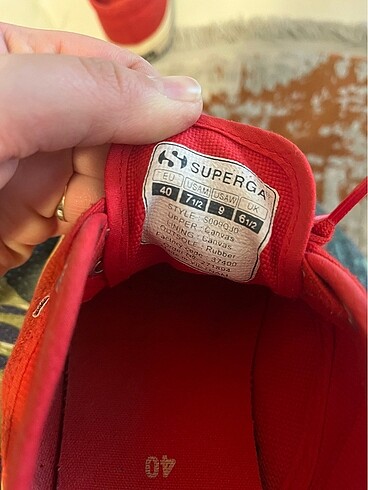 SUPERGA
EU USAM USAW UK
40 7 1/2 9 6 1/2
UPPER: Canvas
LINING: Canvas
OUTSOLE: Rubber
37400
40